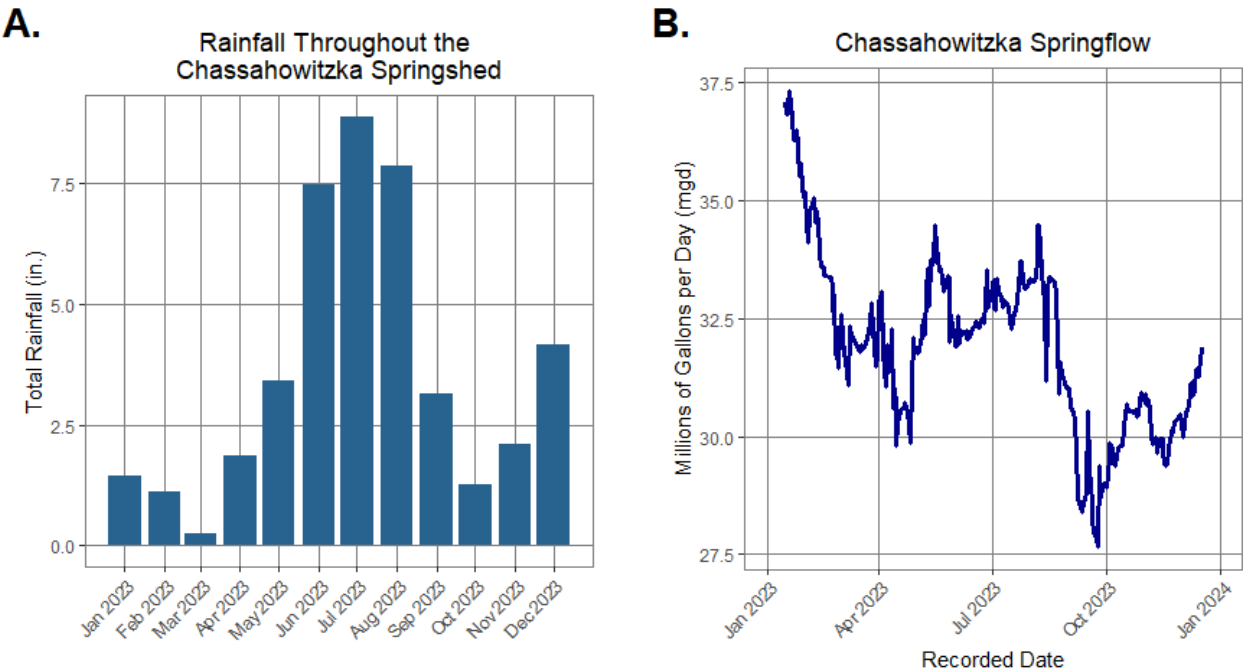 A.
Rainfall Throughout the
Chassahowitzka Springshed
Total Rainfall (in.)
7.5
5.0
2.5
0.0
Jan 2023
Feb 2023
Mar 2023
Apr 2023
May 2023
Jun 2023
Jul 2023
Aug 2023
Sep 2023
Oct 2023
Nov 2023
Dec 2023
B.
Chassahowitzka Springflow
Millions of Gallons per Day (mgd)
37.5
35.0
32.5
30.0
27.5
Jan 2023
Apr 2023
Jul 2023
Oct 2023
Jan 2024
Recorded Date